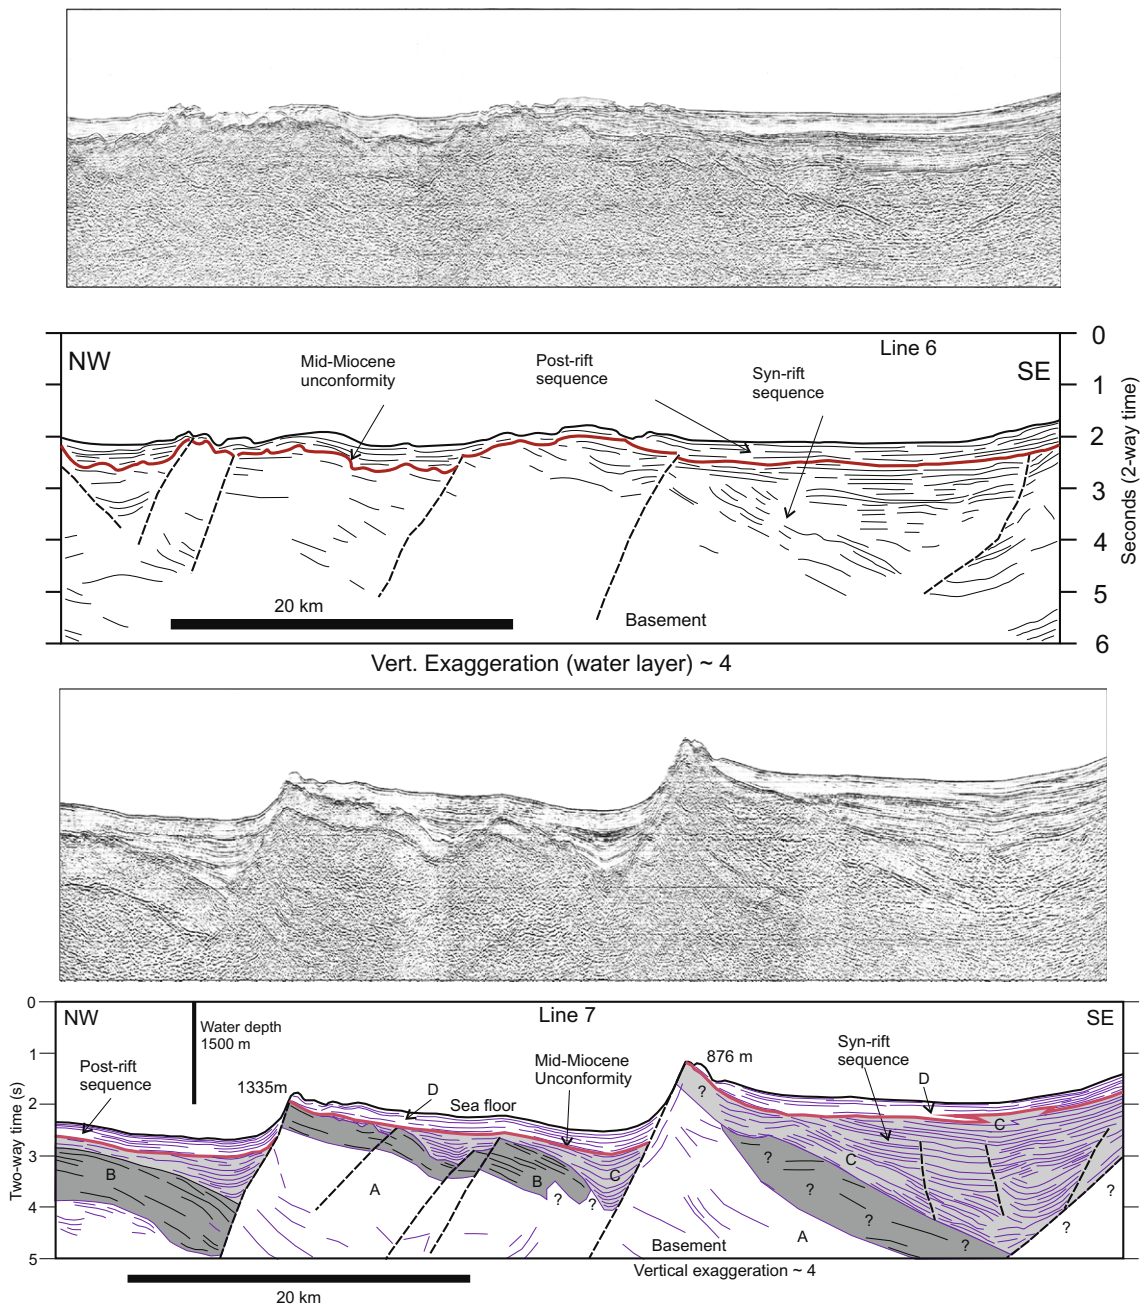 0
NW
Line 6
SE
Mid-Miocene
unconformity
Post-rift
sequence
Syn-rift
sequence
1
2
3
4
5
6
Seconds (2-way time)
20 km
Basement
Vert. Exaggeration (water layer) ~ 4
0
1
2
3
4
5
Two-way time (s)
NW
Line 7
SE
Water depth
1500 m
Post-rift
sequence
1335m
D
Sea floor
Mid-Miocene
Unconformity
876 m
Syn-rift
sequence
D
?
C
B
A
B
C
?
?
?
?
?
?
C
?
?
A
Basement
Vertical exaggeration ~ 4
20 km